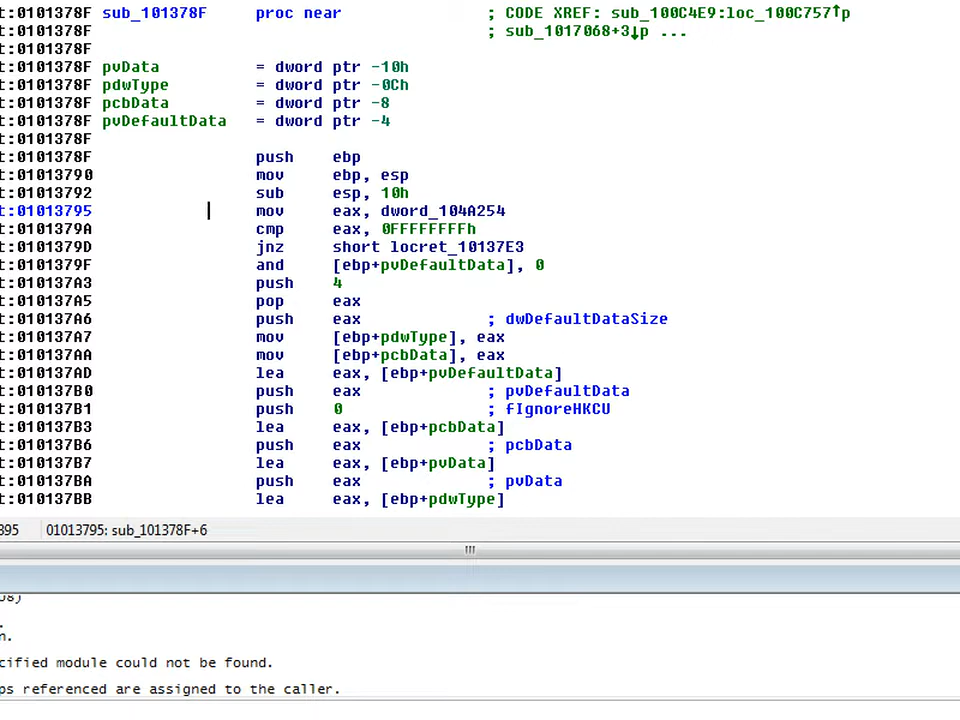 t:0101378F sub_101378F proc near ; CODE XREF: sub_100C4E9:loc_100C757↑p
t:0101378F ; sub_1017068+3↓p ...
t:0101378F
t:0101378F pvData = dword ptr -10h
t:0101378F pdwType = dword ptr -0Ch
t:0101378F pcbData = dword ptr -8
t:0101378F pvDefaultData = dword ptr -4
t:0101378F
t:0101378F push ebp
t:01013790 mov ebp, esp
t:01013792 sub esp, 10h
t:01013795 mov eax, dword_104A254
t:0101379A cmp eax, 0FFFFFFFFh
t:0101379D jnz short locret_10137E3
t:0101379F and [ebp+pvDefaultData], 0
t:010137A3 push 4
t:010137A5 pop eax
t:010137A6 push eax ; dwDefaultDataSize
t:010137A7 mov [ebp+pdwType], eax
t:010137AA mov [ebp+pcbData], eax
t:010137AD lea eax, [ebp+pvDefaultData]
t:010137B0 push eax ; pvDefaultData
t:010137B1 push 0 ; fIgnoreHKCU
t:010137B3 lea eax, [ebp+pcbData]
t:010137B6 push eax ; pcbData
t:010137B7 lea eax, [ebp+pvData]
t:010137BA push eax ; pvData
t:010137BB lea eax, [ebp+pdwType]
395 01013795: sub_101378F+6
n.
cified module could not be found.
ps referenced are assigned to the caller.